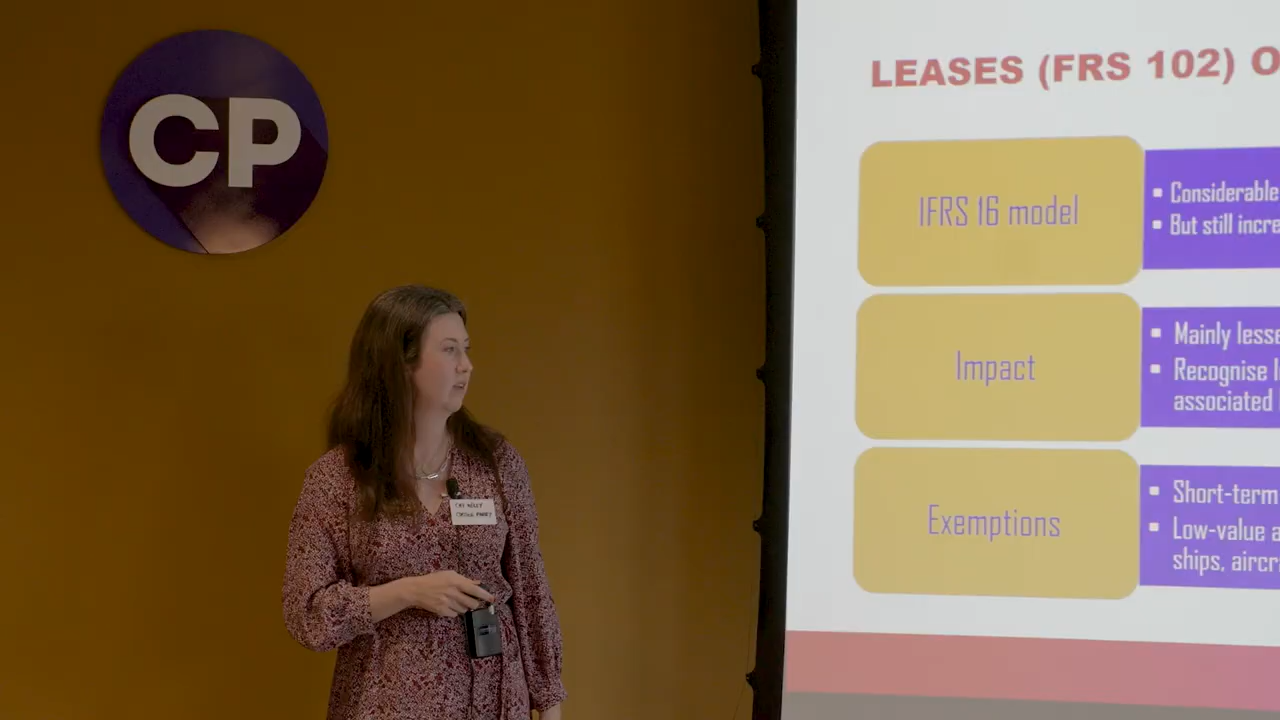 CP
LEASES (FRS 102) O
IFRS 16 model
▪ Considerable
▪ But still incre
Impact
▪ Mainly lesse
▪ Recognise l
associated
Exemptions
▪ Short-term
▪ Low-value a
ships, aircra